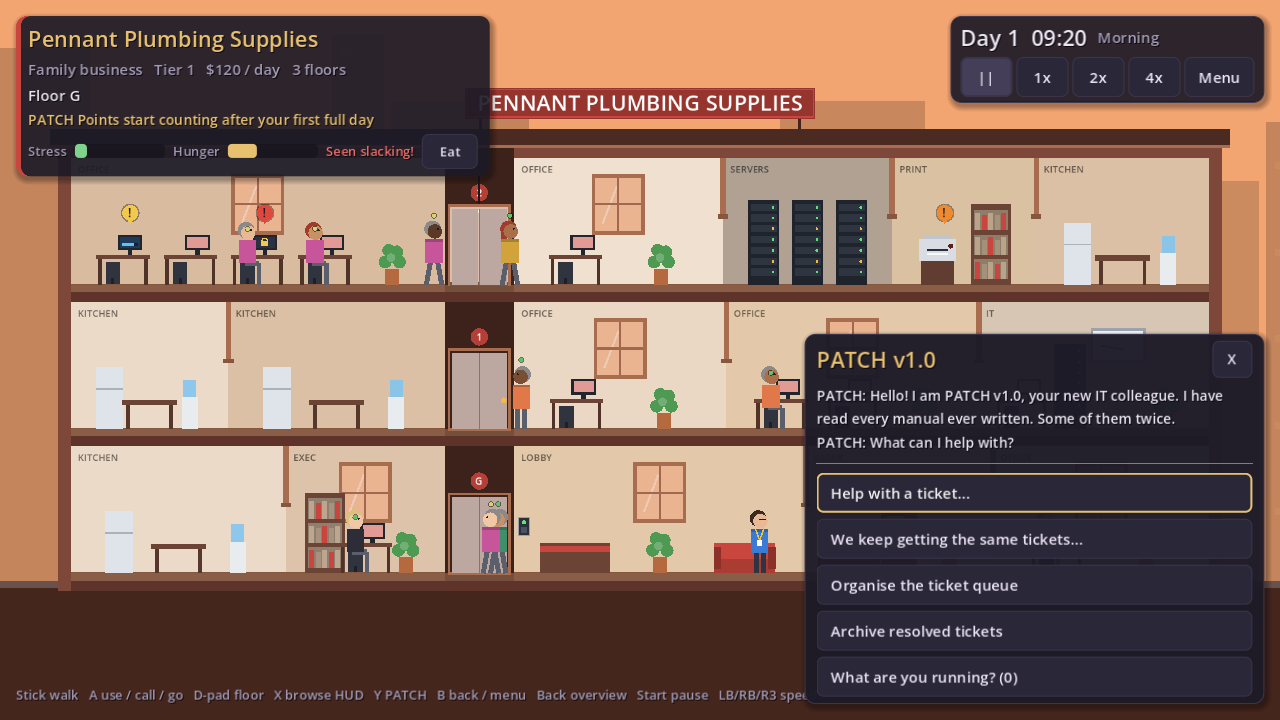 Pennant Plumbing Supplies
Family business Tier 1 $120 / day 3 floors
Floor G
PATCH Points start counting after your first full day
Stress Hunger Seen slacking! Eat
Day 1 09:20 Morning
|| 1x 2x 4x Menu
PENNANT PLUMBING SUPPLIES
OFFICE SERVERS PRINT KITCHEN
2
KITCHEN KITCHEN OFFICE OFFICE IT
1
KITCHEN EXEC LOBBY
G
PATCH v1.0
X
PATCH: Hello! I am PATCH v1.0, your new IT colleague. I have
read every manual ever written. Some of them twice.
PATCH: What can I help with?
Help with a ticket...
We keep getting the same tickets...
Organise the ticket queue
Archive resolved tickets
What are you running? (0)
Stick walk A use / call / go D-pad floor X browse HUD Y PATCH B back / menu Back overview Start pause LB/RB/R3